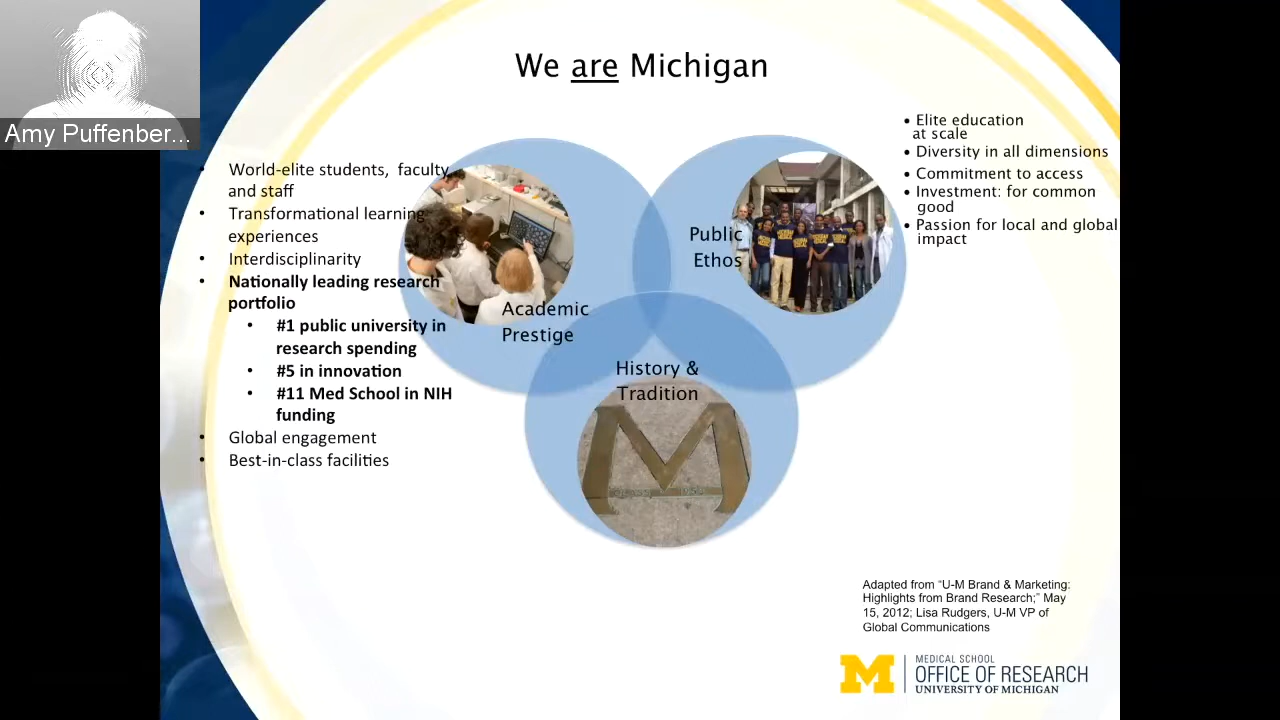 We are Michigan
Amy Puffenber...
World-elite students, faculty
and staff
Transformational learning
experiences
Interdisciplinarity
Nationally leading research
portfolio
#1 public university in
research spending
#5 in innovation
#11 Med School in NIH
funding
Global engagement
Best-in-class facilities
Academic
Prestige
Public
Ethos
History &
Tradition
• Elite education
at scale
• Diversity in all dimensions
• Commitment to access
• Investment: for common
good
• Passion for local and global
impact
Adapted from “U-M Brand & Marketing:
Highlights from Brand Research;” May
15, 2012; Lisa Rudgers, U-M VP of
Global Communications
M
MEDICAL SCHOOL
OFFICE OF RESEARCH
UNIVERSITY OF MICHIGAN